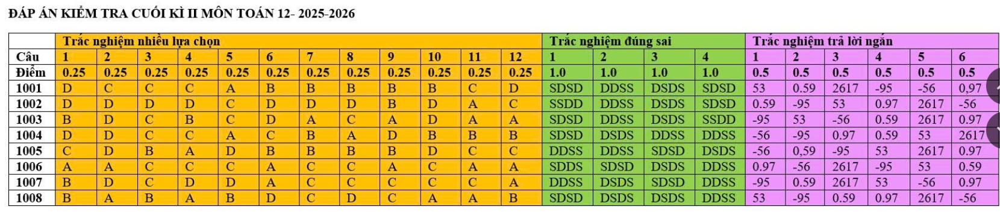 ĐÁP ÁN KIỂM TRA CUỐI KÌ II MÔN TOÁN 12- 2025-2026
Trắc nghiệm nhiều lựa chọn Trắc nghiệm đúng sai Trắc nghiệm trả lời ngắn
Câu 1 2 3 4 5 6 7 8 9 10 11 12 1 2 3 4 1 2 3 4 5 6
Điểm 0.25 0.25 0.25 0.25 0.25 0.25 0.25 0.25 0.25 0.25 0.25 0.25 1.0 1.0 1.0 1.0 0.5 0.5 0.5 0.5 0.5 0.5
1001 D C C C A B B B B B C D SDSD DDSS DSDS SDSD 53 0.59 2617 -95 -56 0,97
1002 D D D D C D D D B D A C SSDD DDSS DSDS SDSD 0.59 -95 53 0.97 2617 -56
1003 B D C B C D A C A D A A SDSD DDSS DSDS SSDD -95 53 -56 0.59 2617 0.97
1004 D D C C A C B A D B B B SDSD DSDS DDSS DDSS -56 -95 0.97 0.59 53 2617
1005 C D B A D B B B B D C C DDSS DDSS SDSD DSDS -56 0,59 -95 53 2617 0.97
1006 A A C C C A C C A C A A SDDS SDSD DSDS DDSS 0.97 -56 2617 -95 53 0.59
1007 B D C D D A C C C C C A DDSS DSDS SDSD DDSS -95 0.59 2617 53 -56 0.97
1008 B A B A B D C D C A A B SDSD DSDS DSDS DDSS 53 -95 0.59 0.97 2617 -56